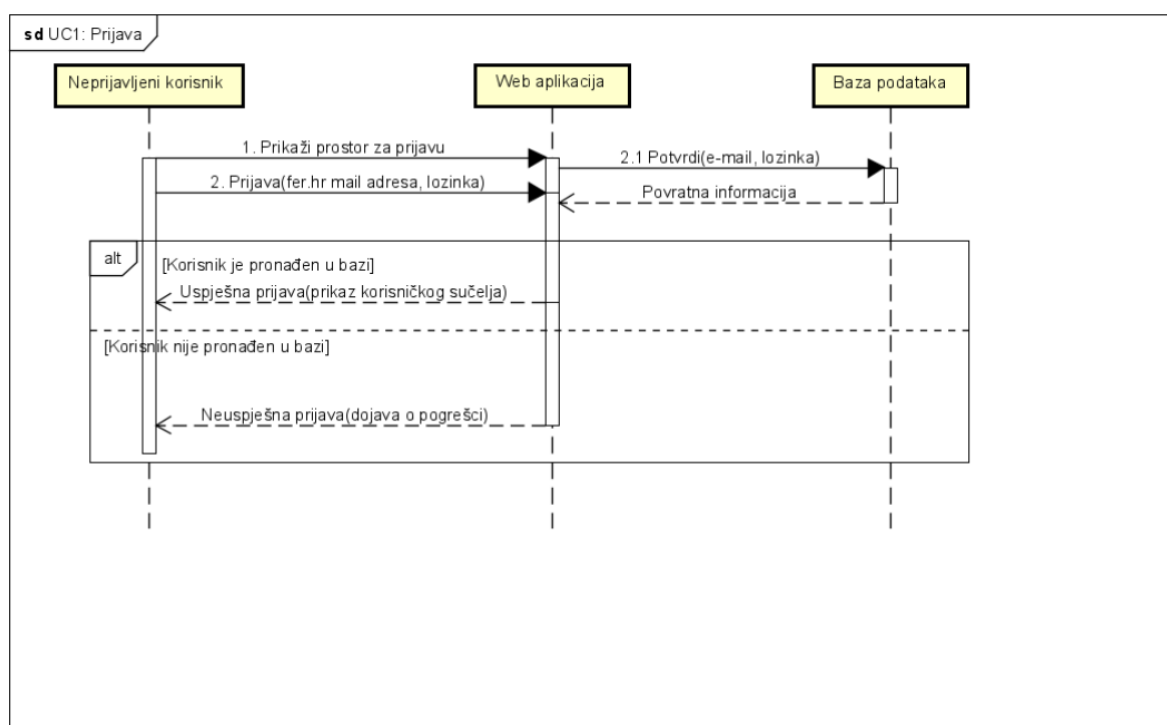 sd UC1: Prijava
Neprijavljeni korisnik
Web aplikacija
Baza podataka
1. Prikaži prostor za prijavu
2.1 Potvrdi(e-mail, lozinka)
2. Prijava(fer.hr mail adresa, lozinka)
Povratna informacija
alt
[Korisnik je pronađen u bazi]
Uspješna prijava(prikaz korisničkog sučelja)
[Korisnik nije pronađen u bazi]
Neuspješna prijava(dojava o pogrešci)